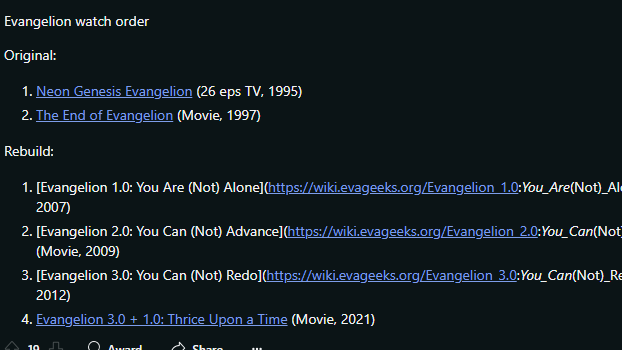 Evangelion watch order
Original:
1. Neon Genesis Evangelion (26 eps TV, 1995)
2. The End of Evangelion (Movie, 1997)
Rebuild:
1. [Evangelion 1.0: You Are (Not) Alone](https://wiki.evageeks.org/Evangelion_1.0:You_Are(Not)_Al
2007)
2. [Evangelion 2.0: You Can (Not) Advance](https://wiki.evageeks.org/Evangelion_2.0:You_Can(Not)
(Movie, 2009)
3. [Evangelion 3.0: You Can (Not) Redo](https://wiki.evageeks.org/Evangelion_3.0:You_Can(Not)_Re
2012)
4. Evangelion 3.0 + 1.0: Thrice Upon a Time (Movie, 2021)
19 Award Share ...